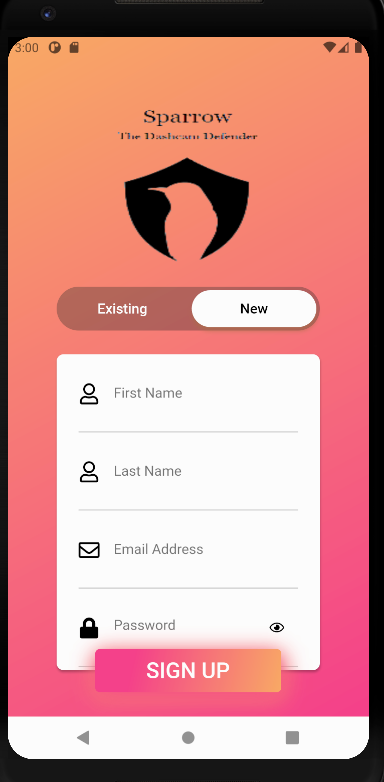 3:00
Sparrow
The Dashcam Defender
Existing New
First Name
Last Name
Email Address
Password
SIGN UP